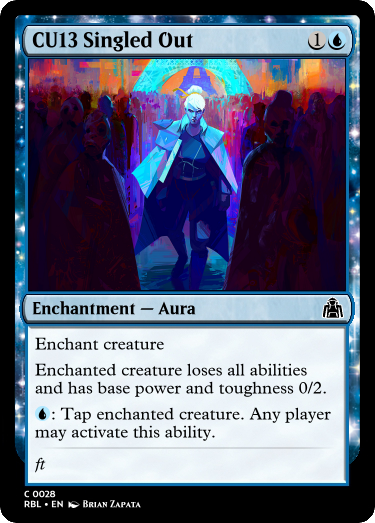 CU13 Singled Out 1
Enchantment — Aura
Enchant creature
Enchanted creature loses all abilities
and has base power and toughness 0/2.
: Tap enchanted creature. Any player
may activate this ability.
ft
C 0028
RBL • EN Brian Zapata